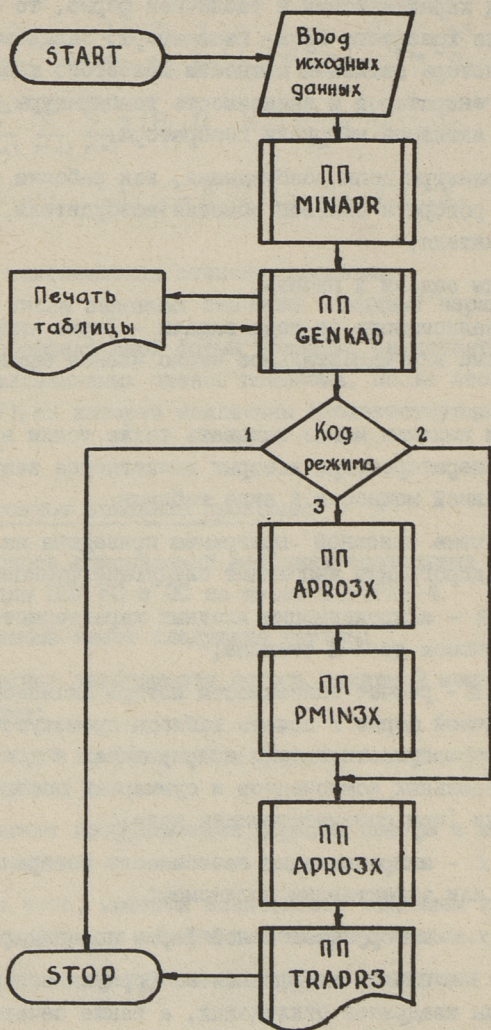 START
Ввод
исходных
данных
ПП
MINAPR
Печать
таблицы
ПП
GENKAD
1
Код
режима
2
3
ПП
APRO3X
ПП
PMIN3X
ПП
APRO3X
ПП
TRADR3
STOP